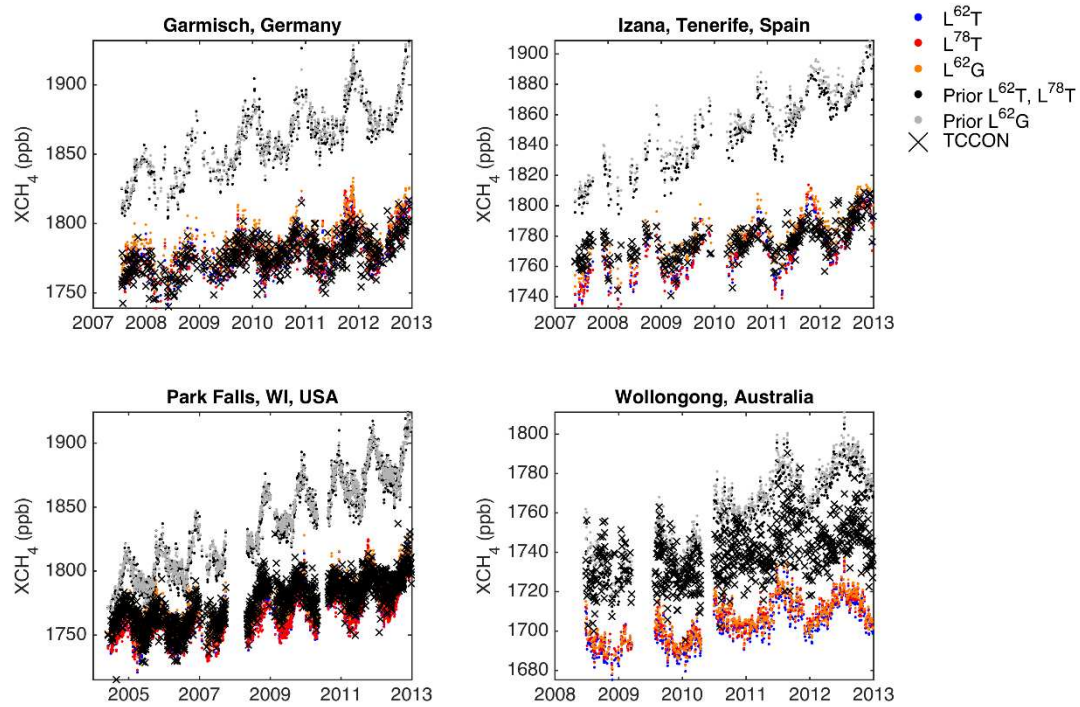 Garmisch, Germany
1900
1850
1800
1750
XCH₄ (ppb)
2007 2008 2009 2010 2011 2012 2013
Izana, Tenerife, Spain
1900
1880
1860
1840
1820
1800
1780
1760
1740
XCH₄ (ppb)
2007 2008 2009 2010 2011 2012 2013
L⁶²T
L⁷⁸T
L⁶²G
Prior L⁶²T, L⁷⁸T
Prior L⁶²G
TCCON
Park Falls, WI, USA
1900
1850
1800
1750
XCH₄ (ppb)
2005 2007 2009 2011 2013
Wollongong, Australia
1800
1780
1760
1740
1720
1700
1680
XCH₄ (ppb)
2008 2009 2010 2011 2012 2013